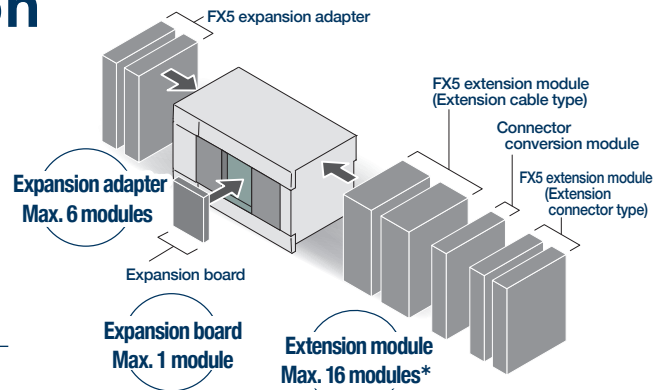 on
FX5 expansion adapter
FX5 extension module
(Extension cable type)
Connector
conversion module
FX5 extension module
(Extension
connector type)
Expansion adapter
Max. 6 modules
Expansion board
Expansion board
Max. 1 module
Extension module
Max. 16 modules*